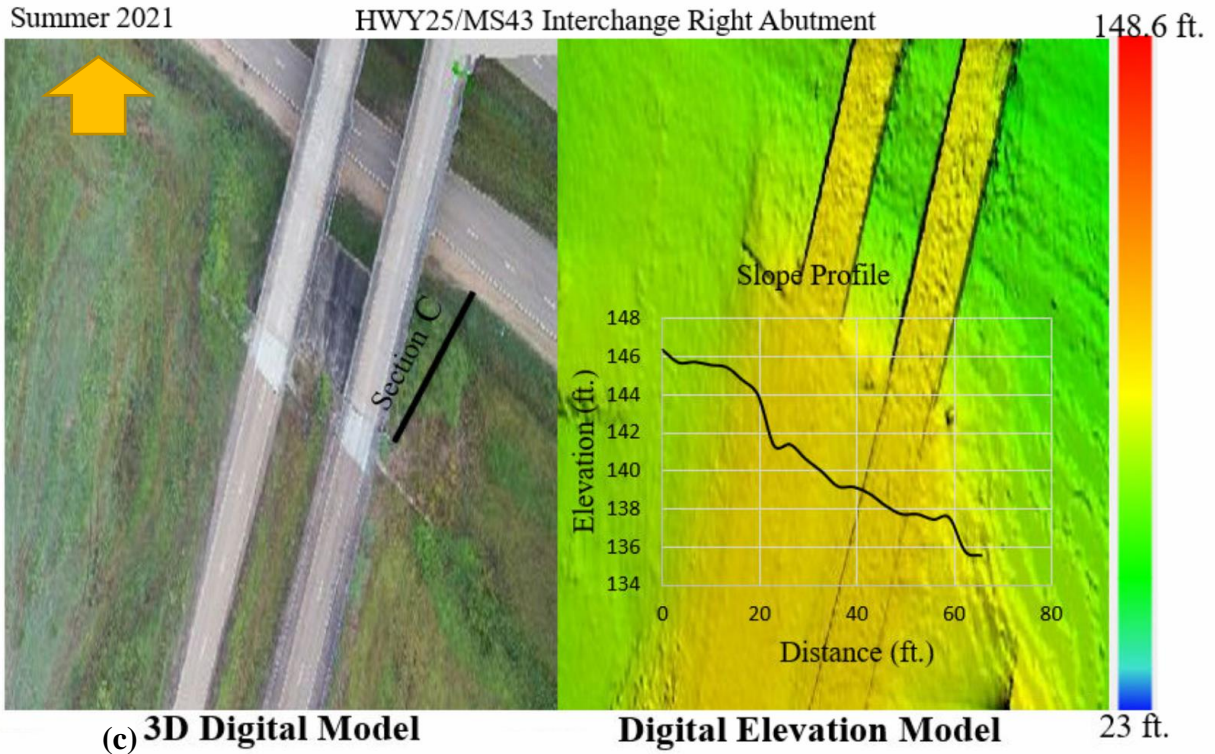 Summer 2021
HWY25/MS43 Interchange Right Abutment
148.6 ft.
Section C
Slope Profile
Elevation (ft.)
148
146
144
142
140
138
136
134
0 20 40 60 80
Distance (ft.)
(c) 3D Digital Model
Digital Elevation Model
23 ft.